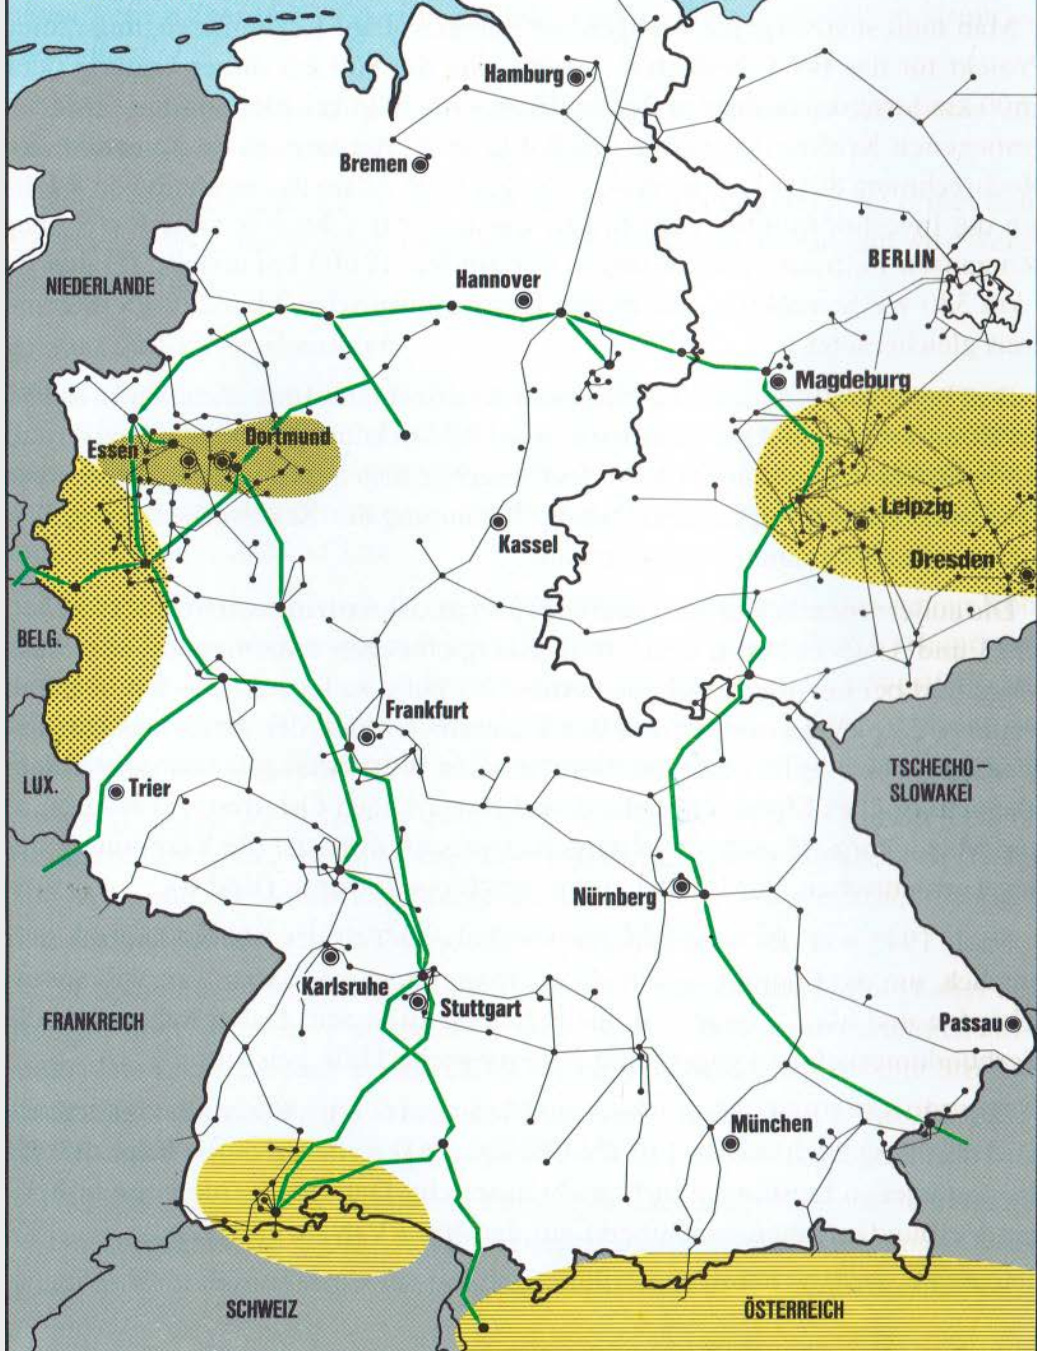 Hamburg
Bremen
BERLIN
NIEDERLANDE
Hannover
Magdeburg
Essen
Dortmund
Leipzig
Kassel
Dresden
BELG.
Frankfurt
LUX.
Trier
TSCHECHO–
SLOWAKEI
Nürnberg
Karlsruhe
Stuttgart
FRANKREICH
Passau
München
SCHWEIZ
ÖSTERREICH